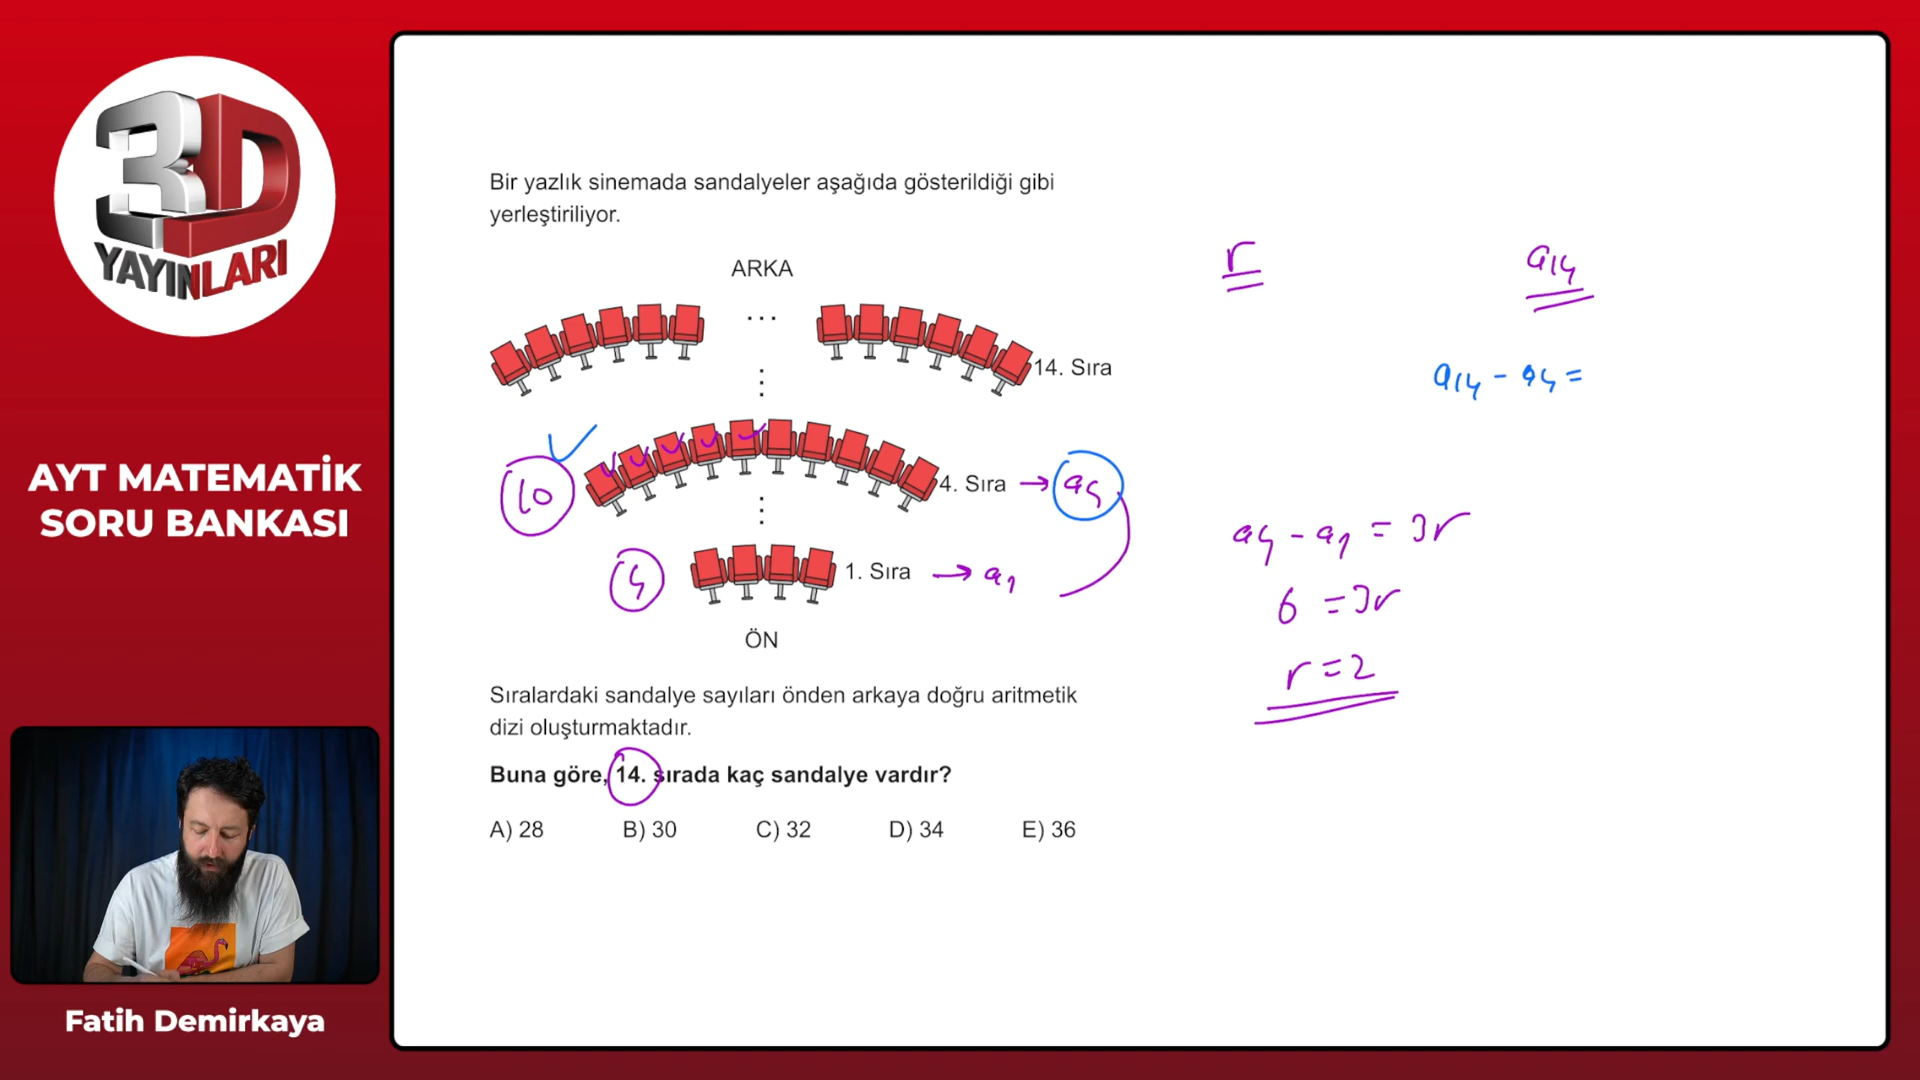 3D
YAYINLARI
AYT MATEMATİK
SORU BANKASI
Fatih Demirkaya
Bir yazlık sinemada sandalyeler aşağıda gösterildiği gibi
yerleştiriliyor.
ARKA
...
14. Sıra
10
4. Sıra → a4
4
1. Sıra → a1
ÖN
Sıralardaki sandalye sayıları önden arkaya doğru aritmetik
dizi oluşturmaktadır.
Buna göre, 14. sırada kaç sandalye vardır?
A) 28 B) 30 C) 32 D) 34 E) 36
r
a14
a14 - a4 =
a4 - a1 = 3r
6 = 3r
r = 2